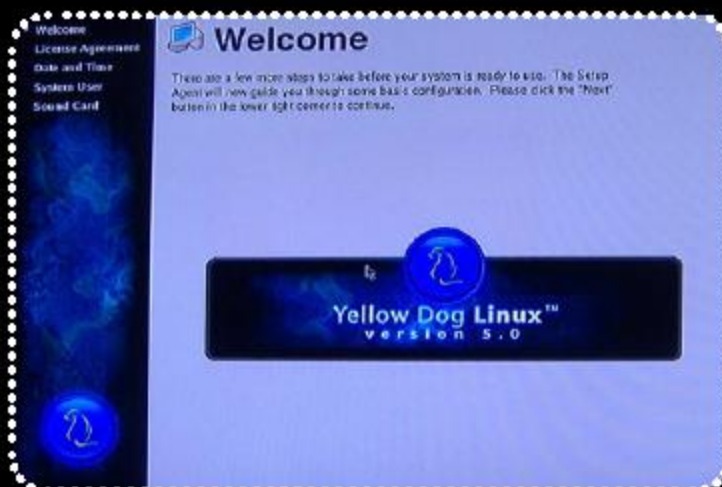 Welcome
License Agreement
Date and Time
System User
Sound Card
Welcome
There are a few more steps to take before your system is ready to use. The Setup
Agent will now guide you through some basic configuration. Please click the "Next"
button in the lower right corner to continue.
Yellow Dog Linux™
version 5.0